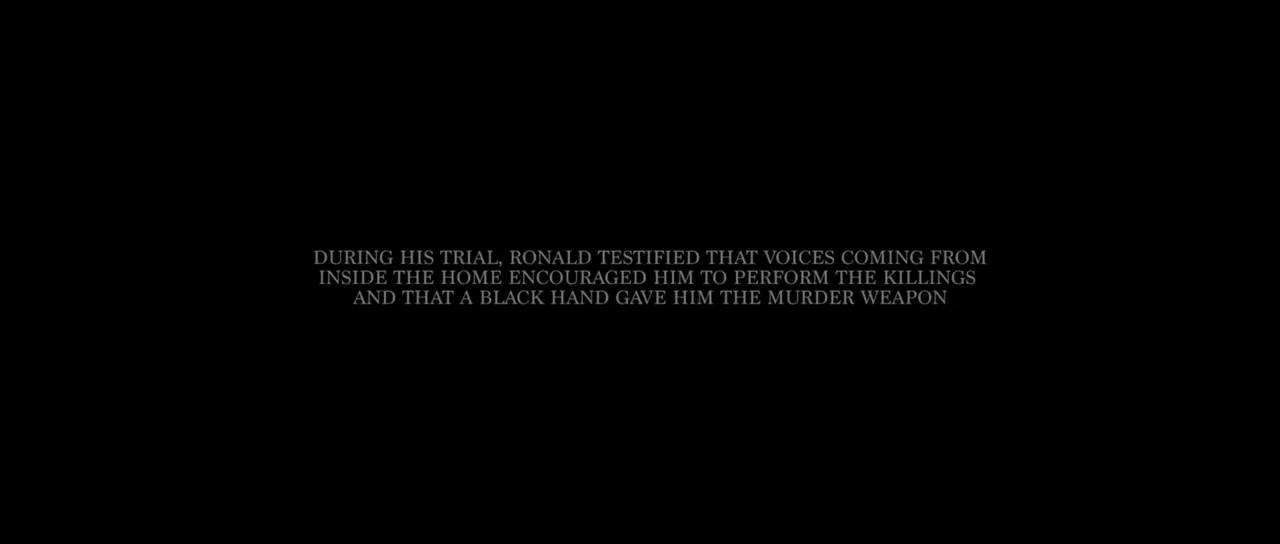 DURING HIS TRIAL, RONALD TESTIFIED THAT VOICES COMING FROM
INSIDE THE HOME ENCOURAGED HIM TO PERFORM THE KILLINGS
AND THAT A BLACK HAND GAVE HIM THE MURDER WEAPON